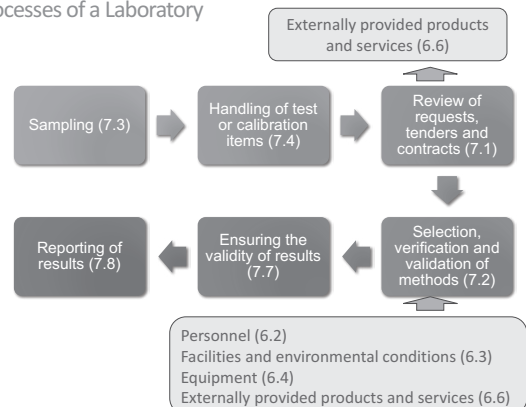 ocesses of a Laboratory
Externally provided products
and services (6.6)
Sampling (7.3)
Handling of test
or calibration
items (7.4)
Review of
requests,
tenders and
contracts (7.1)
Reporting of
results (7.8)
Ensuring the
validity of results
(7.7)
Selection,
verification and
validation of
methods (7.2)
Personnel (6.2)
Facilities and environmental conditions (6.3)
Equipment (6.4)
Externally provided products and services (6.6)